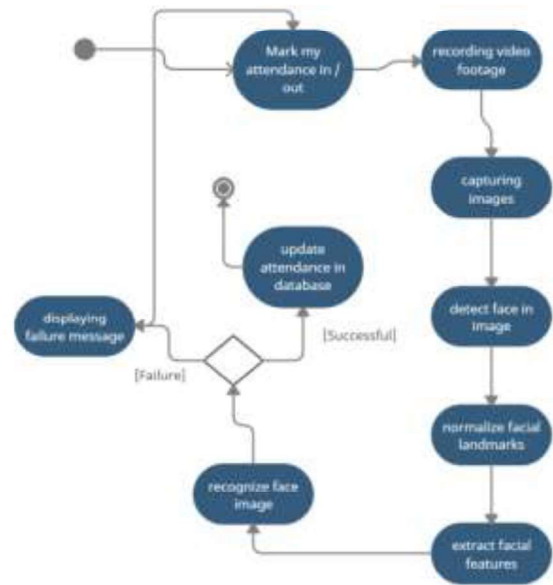 Mark my
attendance in /
out
recording video
footage
capturing
images
update
attendance in
database
detect face in
image
displaying
failure message
[Successful]
[Failure]
normalize facial
landmarks
recognize face
image
extract facial
features